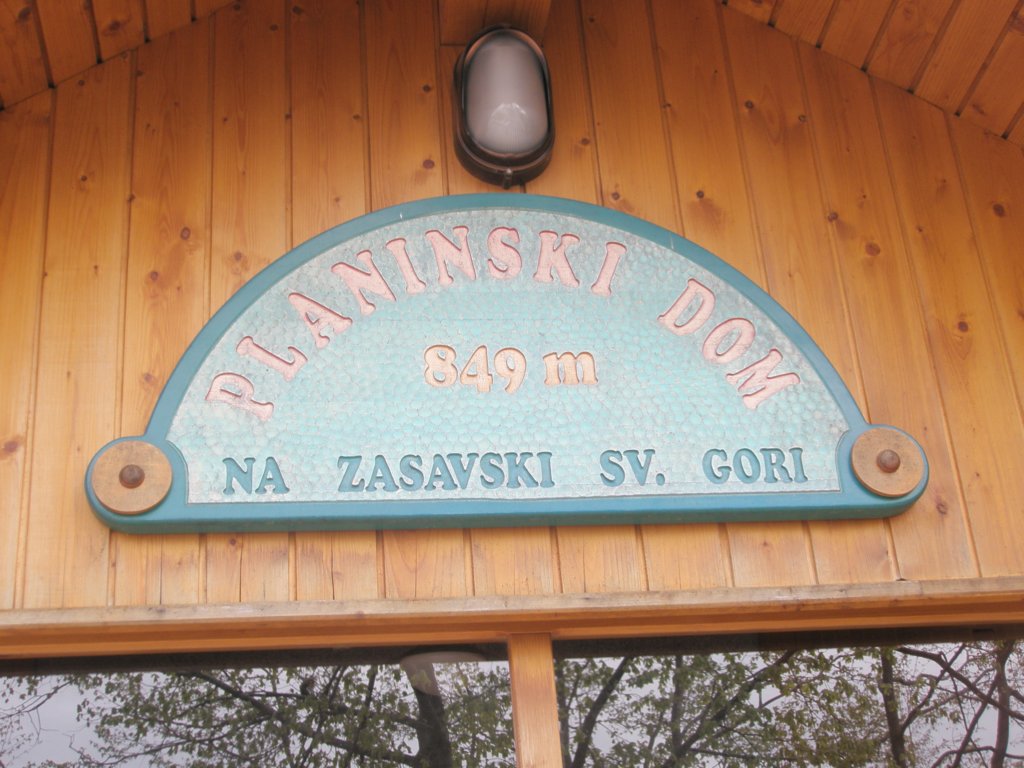 PLANINSKI DOM
849 m
NA ZASAVSKI SV. GORI